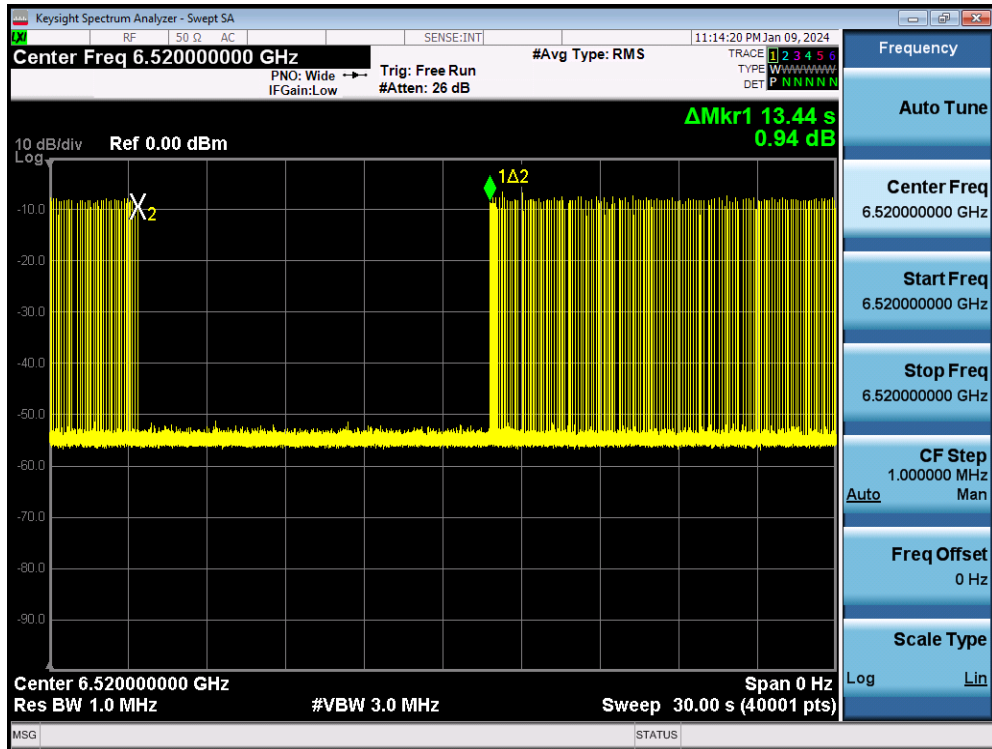 Keysight Spectrum Analyzer - Swept SA
LXI RF 50 Ω AC SENSE:INT 11:14:20 PM Jan 09, 2024
Center Freq 6.520000000 GHz
PNO: Wide
IFGain:Low
Trig: Free Run
#Atten: 26 dB
#Avg Type: RMS
TRACE 1 2 3 4 5 6
TYPE WWWWWWW
DET P N N N N N
ΔMkr1 13.44 s
0.94 dB
10 dB/div Ref 0.00 dBm
Log
1Δ2
2
-10.0
-20.0
-30.0
-40.0
-50.0
-60.0
-70.0
-80.0
-90.0
Center 6.520000000 GHz Span 0 Hz
Res BW 1.0 MHz #VBW 3.0 MHz Sweep 30.00 s (40001 pts)
MSG STATUS
Frequency
Auto Tune
Center Freq
6.520000000 GHz
Start Freq
6.520000000 GHz
Stop Freq
6.520000000 GHz
CF Step
1.000000 MHz
Auto Man
Freq Offset
0 Hz
Scale Type
Log Lin